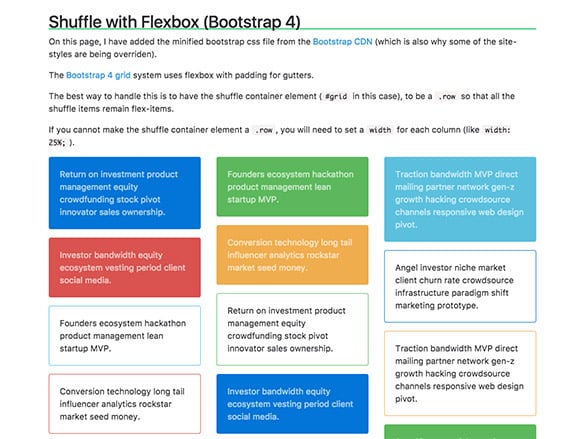 Shuffle with Flexbox (Bootstrap 4)
On this page, I have added the minified bootstrap css file from the Bootstrap CDN (which is also why some of the site-
styles are being overriden).
The Bootstrap 4 grid system uses flexbox with padding for gutters.
The best way to handle this is to have the shuffle container element ( #grid in this case), to be a .row so that all
the shuffle items remain flex-items.
If you cannot make the shuffle container element a .row , you will need to set a width for each column (like width:
25%; ).
Return on investment product
management equity
crowdfunding stock pivot
innovator sales ownership.
Founders ecosystem hackathon
product management lean
startup MVP.
Traction bandwidth MVP direct
mailing partner network gen-z
growth hacking crowdsource
channels responsive web design
pivot.
Investor bandwidth equity
ecosystem vesting period client
social media.
Conversion technology long tail
influencer analytics rockstar
market seed money.
Angel investor niche market
client churn rate crowdsource
infrastructure paradigm shift
marketing prototype.
Founders ecosystem hackathon
product management lean
startup MVP.
Return on investment product
management equity
crowdfunding stock pivot
innovator sales ownership.
Traction bandwidth MVP direct
mailing partner network gen-z
growth hacking crowdsource
channels responsive web design
pivot.
Conversion technology long tail
influencer analytics rockstar
market seed money.
Investor bandwidth equity
ecosystem vesting period client
social media.